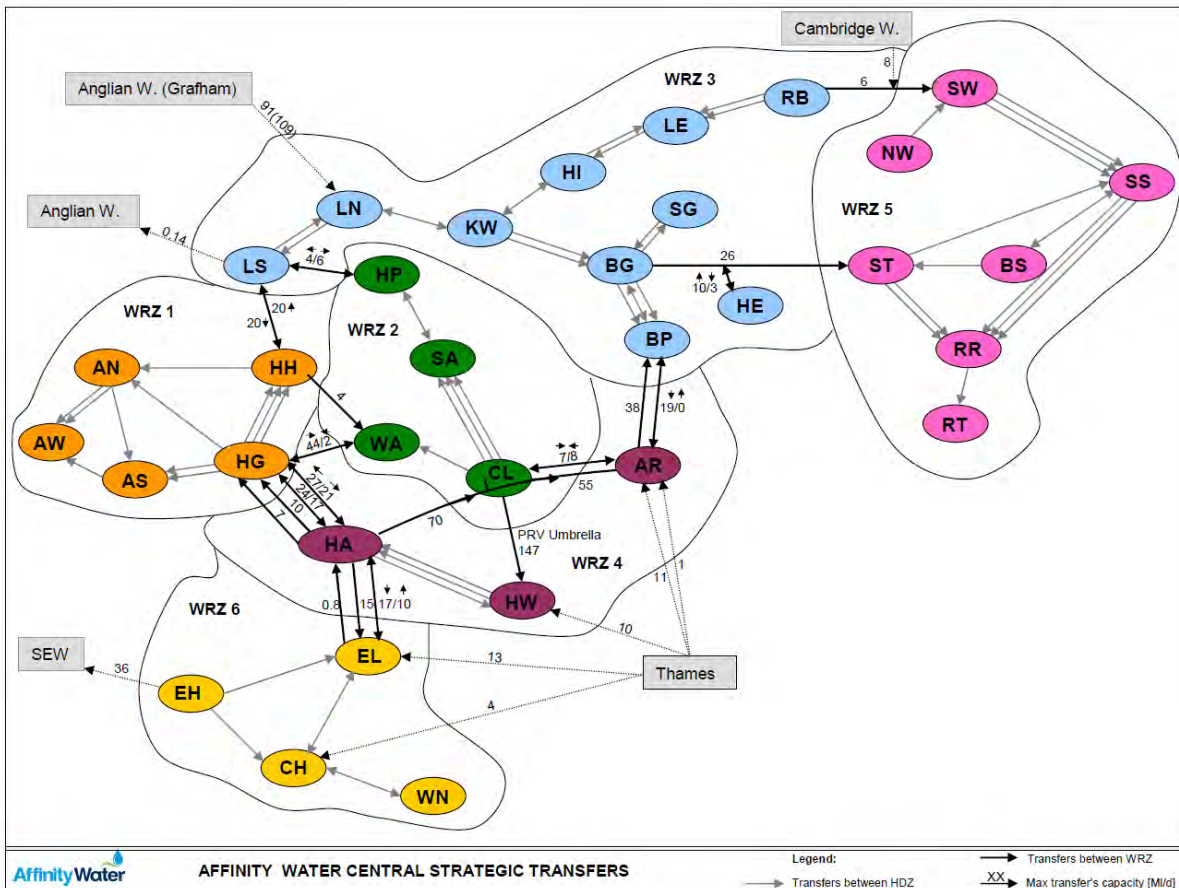 Cambridge W.
8
WRZ 3
Anglian W. (Grafham)
91(109)
RB
6
SW
LE
NW
HI
SS
Anglian W.
0,14
LN
SG
KW
WRZ 5
LS
4/6
HP
BG
26
ST
BS
10/3
HE
WRZ 1
20
20
WRZ 2
BP
AN
HH
SA
RR
4
38
19/0
RT
AW
WA
44/2
HG
AS
CL
7/8
AR
27/21
24/17
10
7
55
70
HA
PRV Umbrella
147
WRZ 4
11
1
HW
WRZ 6
0.8
15
17/10
10
SEW
36
EL
13
Thames
EH
4
CH
WN
AffinityWater
AFFINITY WATER CENTRAL STRATEGIC TRANSFERS
Legend:
Transfers between WRZ
Transfers between HDZ
XX
Max transfer's capacity [Ml/d]